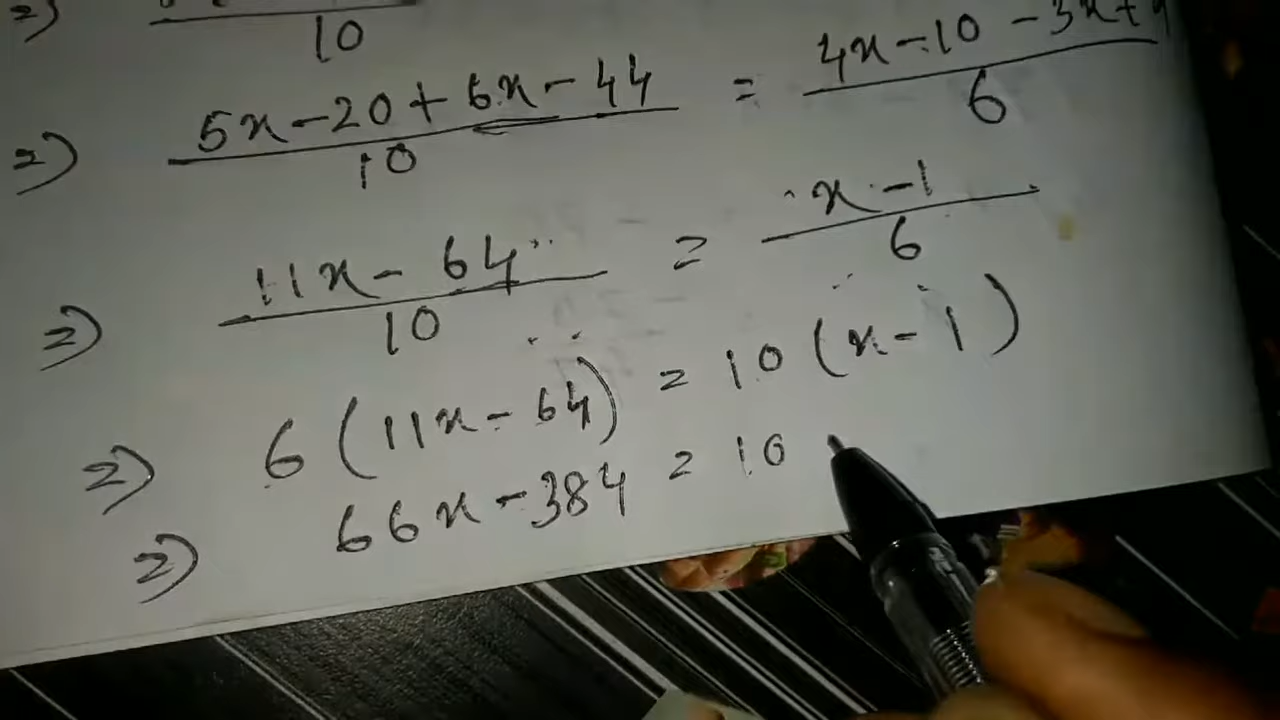 =) 10
=) 5x-20+6x-44/10 = 4x-10-3x+9/6
=) 11x-64/10 = x-1/6
=) 6(11x-64) = 10(x-1)
=) 66x-384 = 10